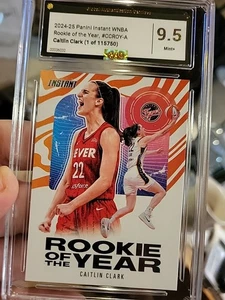 2024-25 Panini Instant WNBA
Rookie of the Year, #CCROY-A
Caitlin Clark (1 of 115750)
9.5
Mint+
INSTANT
FEVER
22
ROOKIE
OF THE
YEAR
CAITLIN CLARK